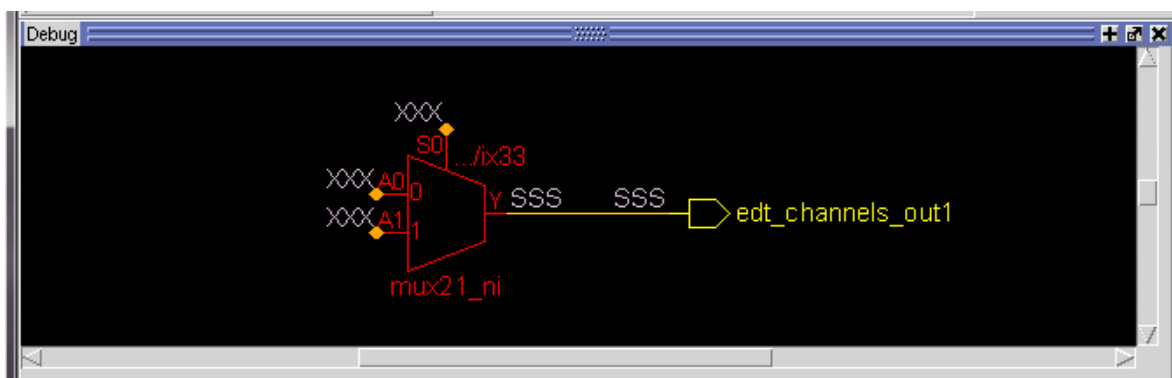 Debug
XXX
S0
.../ix33
XXX A0 0
Y SSS SSS edt_channels_out1
XXX A1 1
mux21_ni